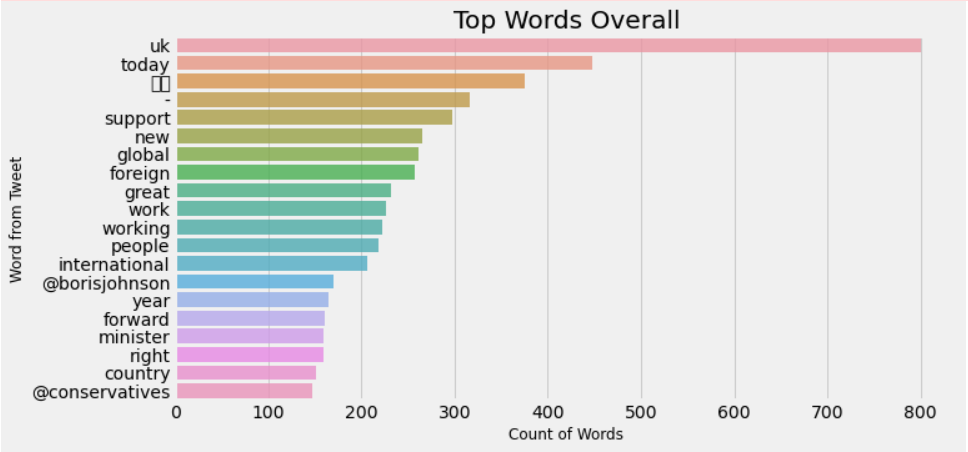 Top Words Overall
uk
today
-
support
new
global
foreign
great
work
working
people
international
@borisjohnson
year
forward
minister
right
country
@conservatives
Word from Tweet
0 100 200 300 400 500 600 700 800
Count of Words